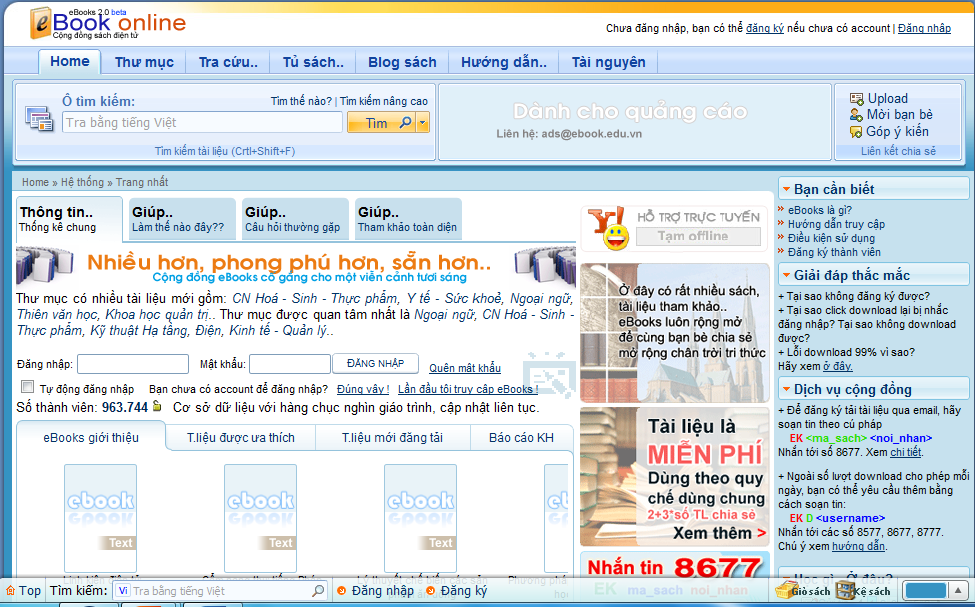 eBooks 2.0 beta
eBook online
Cộng đồng sách điện tử
Chưa đăng nhập, bạn có thể đăng ký nếu chưa có account | Đăng nhập
Home Thư mục Tra cứu.. Tủ sách.. Blog sách Hướng dẫn.. Tài nguyên
Ô tìm kiếm:
Tìm thế nào? | Tìm kiếm nâng cao
Tra bằng tiếng Việt
Tìm
Tìm kiếm tài liệu (Crtl+Shift+F)
Dành cho quảng cáo
Liên hệ: ads@ebook.edu.vn
Upload
Mời bạn bè
Góp ý kiến
Liên kết chia sẻ
Home » Hệ thống » Trang nhất
Thông tin..
Thống kê chung
Giúp..
Làm thế nào đây??
Giúp..
Câu hỏi thường gặp
Giúp..
Tham khảo toàn diện
Nhiều hơn, phong phú hơn, sẵn hơn..
Cộng đồng eBooks cố gắng cho một viễn cảnh tươi sáng
Thư mục có nhiều tài liệu mới gồm: CN Hoá - Sinh - Thực phẩm, Y tế - Sức khoẻ, Ngoại ngữ,
Thiên văn học, Khoa học quản trị.. Thư mục được quan tâm nhất là Ngoại ngữ, CN Hoá - Sinh -
Thực phẩm, Kỹ thuật Hạ tầng, Điện, Kinh tế - Quản lý..
Đăng nhập: Mật khẩu: ĐĂNG NHẬP Quên mật khẩu
Tự động đăng nhập Bạn chưa có account để đăng nhập? Đúng vậy ! Lần đầu tôi truy cập eBooks !
Số thành viên: 963.744 Cơ sở dữ liệu với hàng chục nghìn giáo trình, cập nhật liên tục.
eBooks giới thiệu T.liệu được ưa thích T.liệu mới đăng tải Báo cáo KH
ebook
Text
ebook
Text
ebook
Text
HỖ TRỢ TRỰC TUYẾN
Tạm offline
Ở đây có rất nhiều sách,
tài liệu tham khảo..
eBooks luôn rộng mở
để cùng bạn bè chia sẻ
mở rộng chân trời tri thức
Tài liệu là
MIỄN PHÍ
Dùng theo quy
chế dùng chung
2+3*số TL chia sẻ
Xem thêm >
Nhắn tin 8677
EK ma_sach noi_nhan
Bạn cần biết
eBooks là gì?
Hướng dẫn truy cập
Điều kiện sử dụng
Đăng ký thành viên
Giải đáp thắc mắc
+ Tại sao không đăng ký được?
+ Tại sao click download lại bị nhắc
đăng nhập? Tại sao không download
được?
+ Lỗi download 99% vì sao?
Hãy xem ở đây.
Dịch vụ cộng đồng
+ Để đăng ký tải tài liệu qua email, hãy
soạn tin theo cú pháp
EK <ma_sach> <noi_nhan>
Nhắn tới số 8677. Xem chi tiết.
+ Ngoài số lượt download cho phép mỗi
ngày, bạn có thể yêu cầu thêm bằng
cách soạn tin:
EK D <username>
Nhắn tới các số 8577, 8677, 8777.
Chú ý xem hướng dẫn.
Top Tìm kiếm: Vi Tra bằng tiếng Việt Đăng nhập Đăng ký Giỏ sách Kệ sách